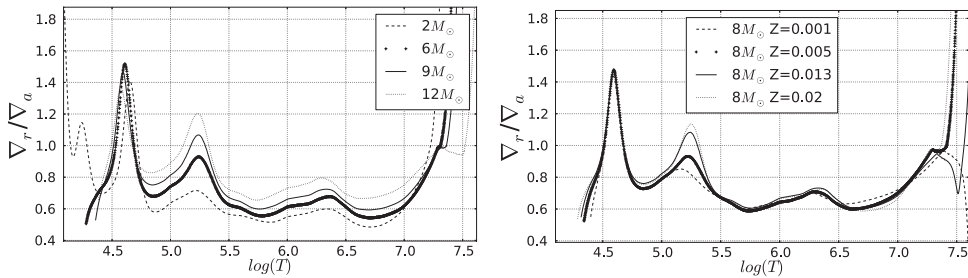 1.8
1.6
1.4
1.2
1.0
0.8
0.6
0.4
∇r/∇a
4.5 5.0 5.5 6.0 6.5 7.0 7.5
log(T)
2M⊙
6M⊙
9M⊙
12M⊙
1.8
1.6
1.4
1.2
1.0
0.8
0.6
0.4
∇r/∇a
4.5 5.0 5.5 6.0 6.5 7.0 7.5
log(T)
8M⊙ Z=0.001
8M⊙ Z=0.005
8M⊙ Z=0.013
8M⊙ Z=0.02